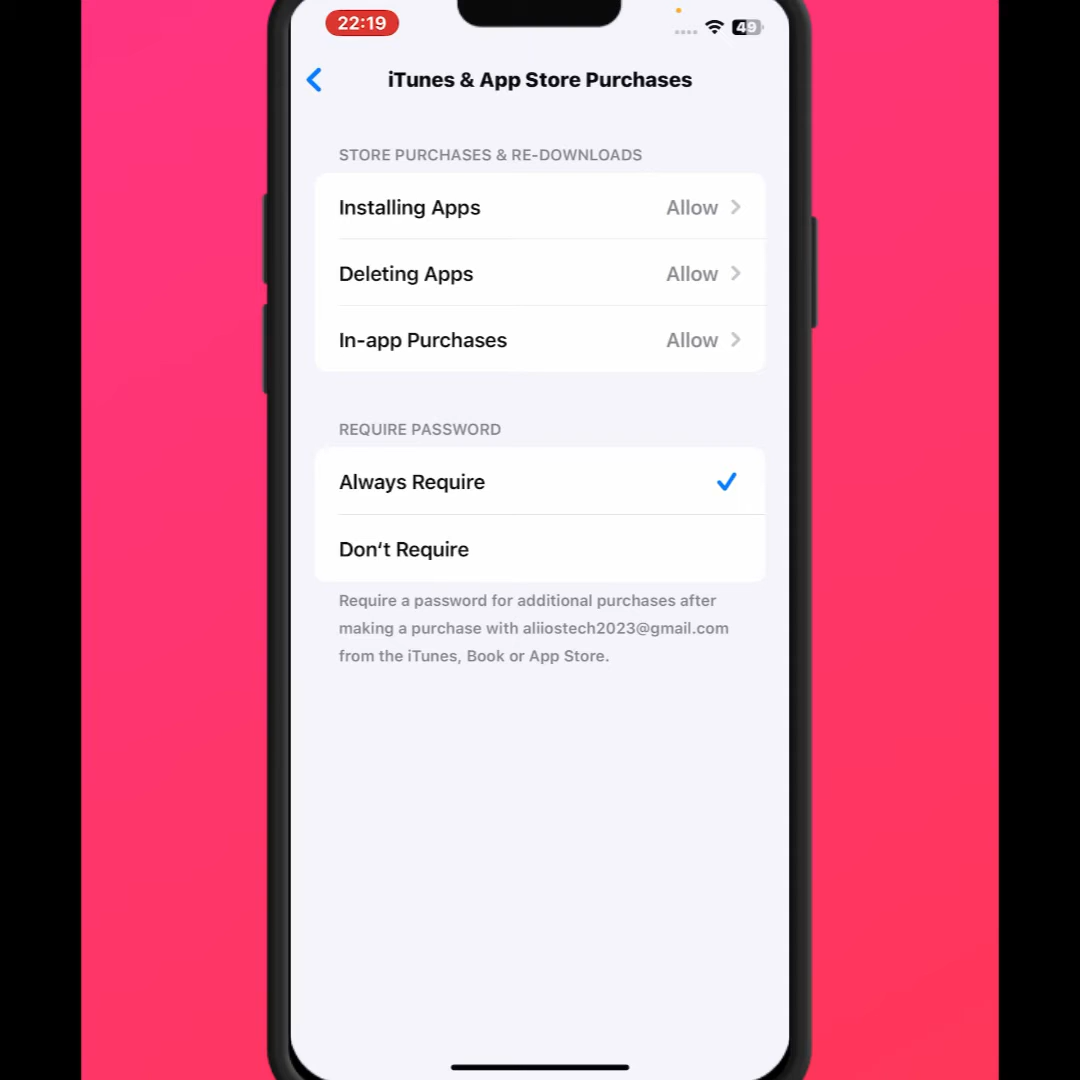 22:19
49
iTunes & App Store Purchases
STORE PURCHASES & RE-DOWNLOADS
Installing Apps Allow
Deleting Apps Allow
In-app Purchases Allow
REQUIRE PASSWORD
Always Require
Don‘t Require
Require a password for additional purchases after
making a purchase with aliiostech2023@gmail.com
from the iTunes, Book or App Store.